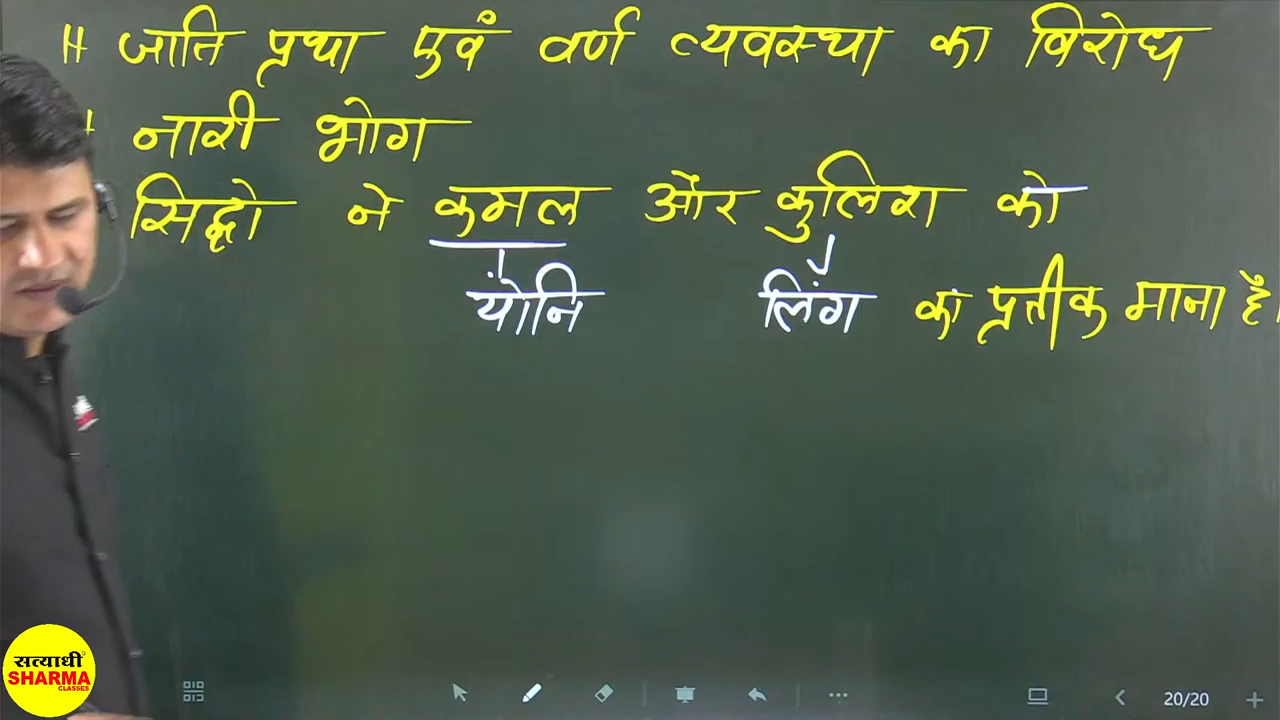 # जाति प्रथा एवं वर्ण व्यवस्था का विरोध
नारी भोग
सिद्धो ने कमल और कुलिश को
योनि लिंग का प्रतीक माना है।
सत्याधी
SHARMA
CLASSES
20/20